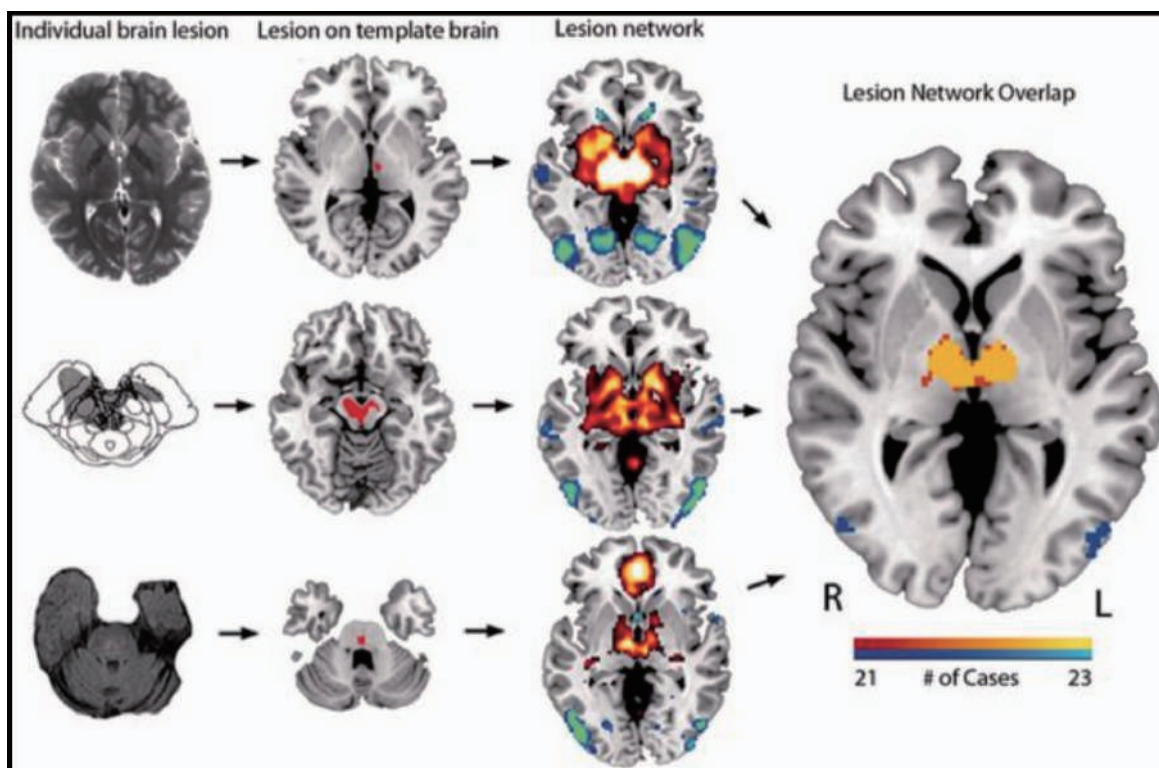 Individual brain lesion
Lesion on template brain
Lesion network
Lesion Network Overlap
R
L
21
# of Cases
23